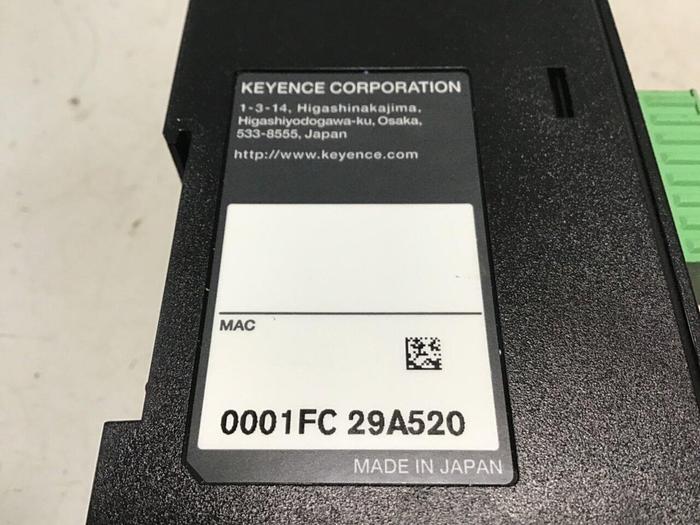 KEYENCE CORPORATION
1-3-14, Higashinakajima,
Higashiyodogawa-ku, Osaka,
533-8555, Japan
http://www.keyence.com
MAC
0001FC 29A520
MADE IN JAPAN